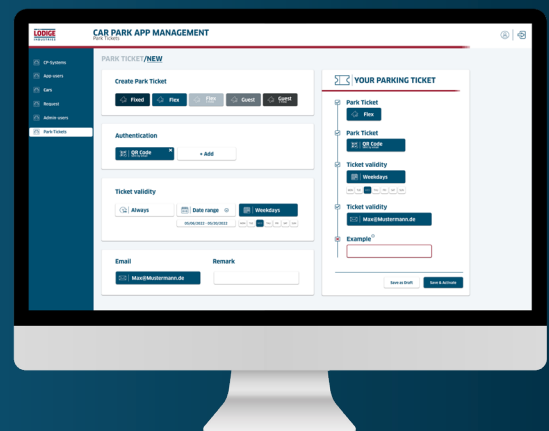 LODIGE
INDUSTRIES
CAR PARK APP MANAGEMENT
Park Tickets
CP-Systems
App-users
Cars
Request
Admin-users
Park-Tickets
PARK TICKET/NEW
Create Park Ticket
Fixed
Flex
Flex
Guest
Guest
Authentication
QR Code
+ Add
Ticket validity
Always
Date range
Weekdays
05/06/2022 - 05/20/2022
Email
Remark
Max@Mustermann.de
YOUR PARKING TICKET
Park Ticket
Flex
Park Ticket
QR Code
Ticket validity
Weekdays
Ticket validity
Max@Mustermann.de
Example
Save as Draft
Save & Activate